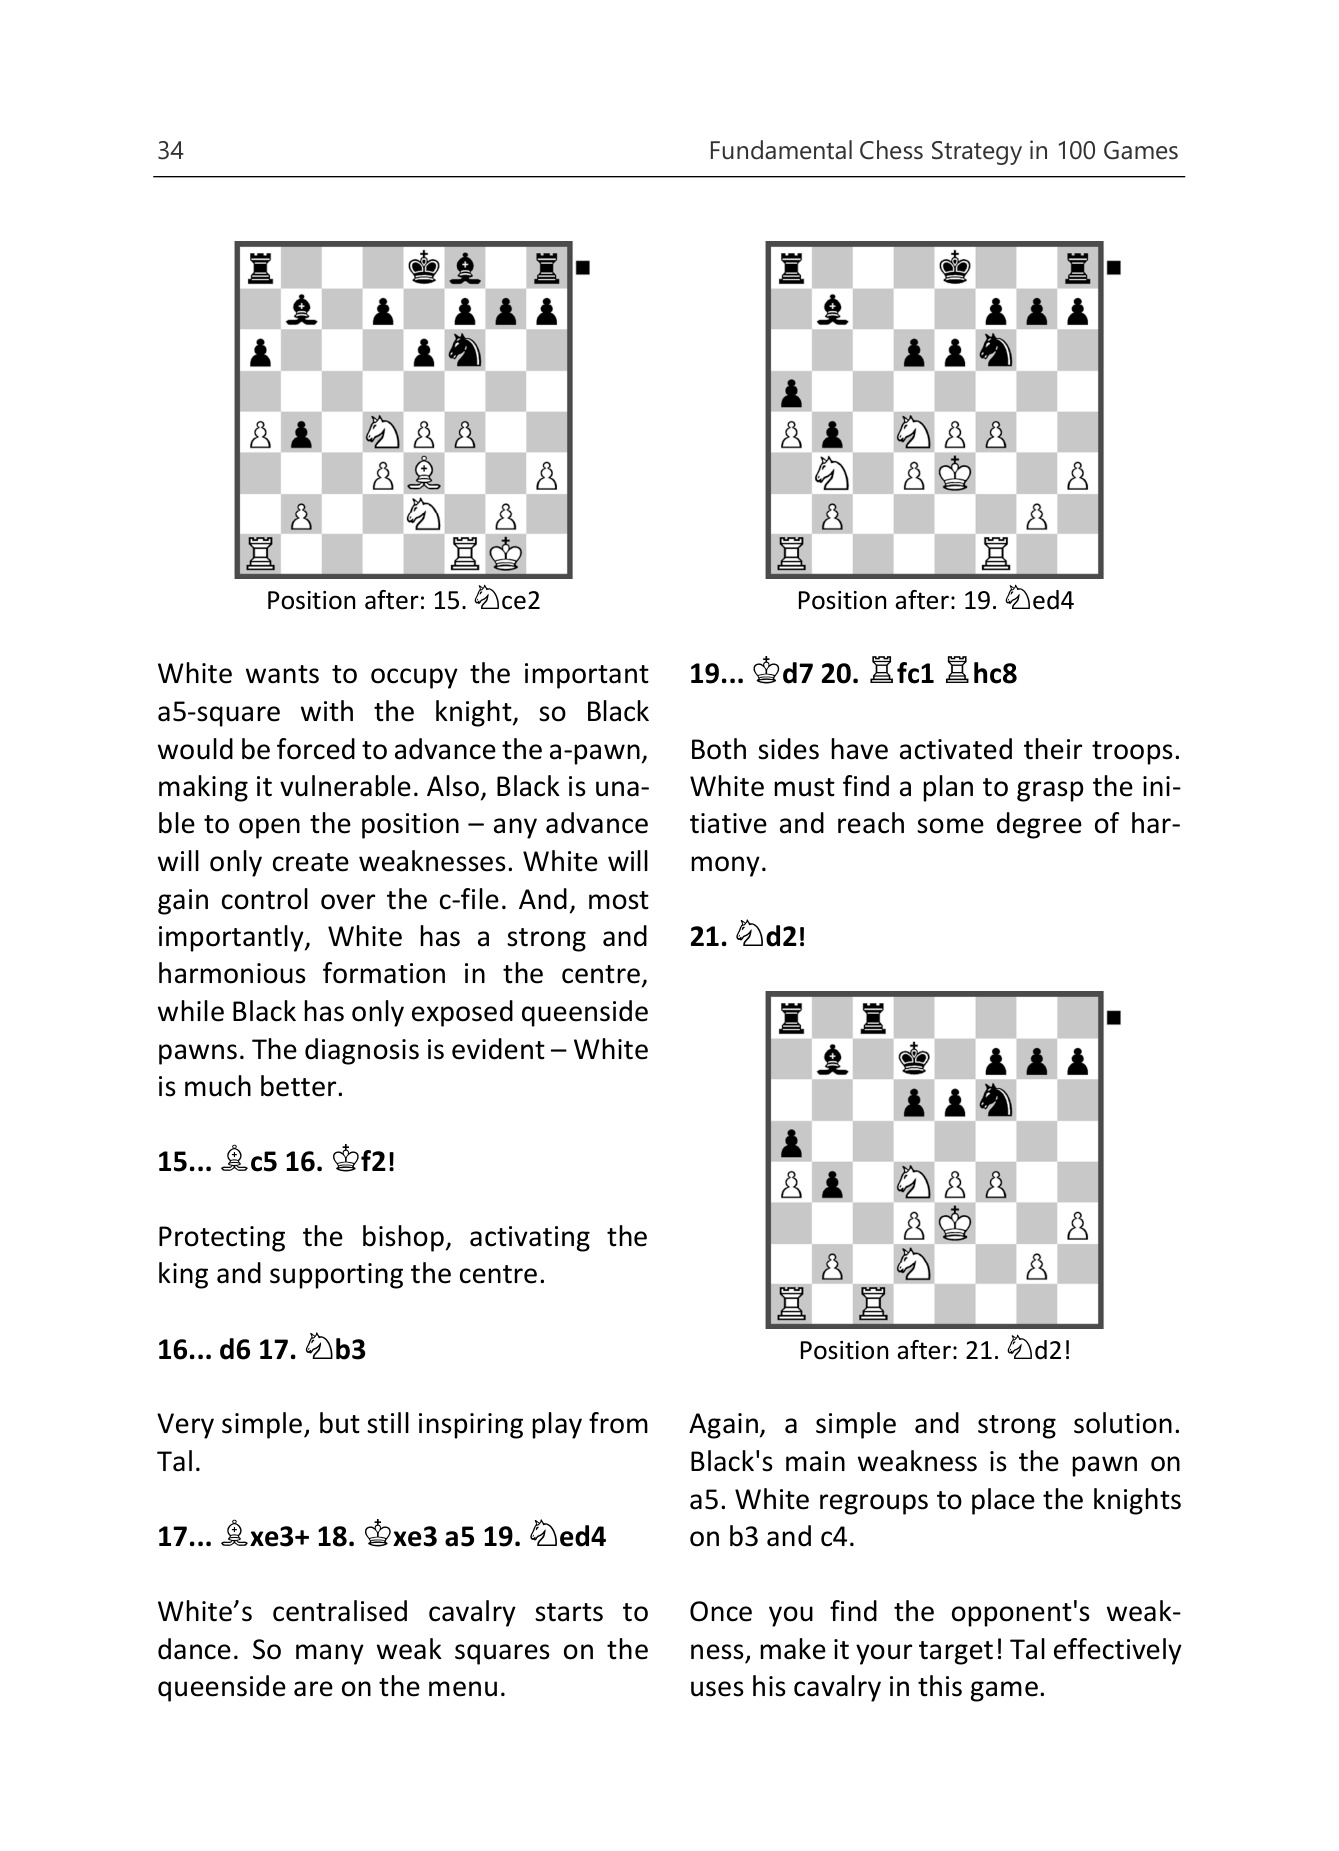 34
Fundamental Chess Strategy in 100 Games
Position after: 15. ♘ce2
White wants to occupy the important
a5-square with the knight, so Black
would be forced to advance the a-pawn,
making it vulnerable. Also, Black is una-
ble to open the position – any advance
will only create weaknesses. White will
gain control over the c-file. And, most
importantly, White has a strong and
harmonious formation in the centre,
while Black has only exposed queenside
pawns. The diagnosis is evident – White
is much better.
15... ♗c5 16. ♔f2!
Protecting the bishop, activating the
king and supporting the centre.
16... d6 17. ♘b3
Very simple, but still inspiring play from
Tal.
17... ♗xe3+ 18. ♔xe3 a5 19. ♘ed4
White’s centralised cavalry starts to
dance. So many weak squares on the
queenside are on the menu.
Position after: 19. ♘ed4
19... ♔d7 20. ♖fc1 ♖hc8
Both sides have activated their troops.
White must find a plan to grasp the ini-
tiative and reach some degree of har-
mony.
21. ♘d2!
Position after: 21. ♘d2!
Again, a simple and strong solution.
Black's main weakness is the pawn on
a5. White regroups to place the knights
on b3 and c4.
Once you find the opponent's weak-
ness, make it your target! Tal effectively
uses his cavalry in this game.